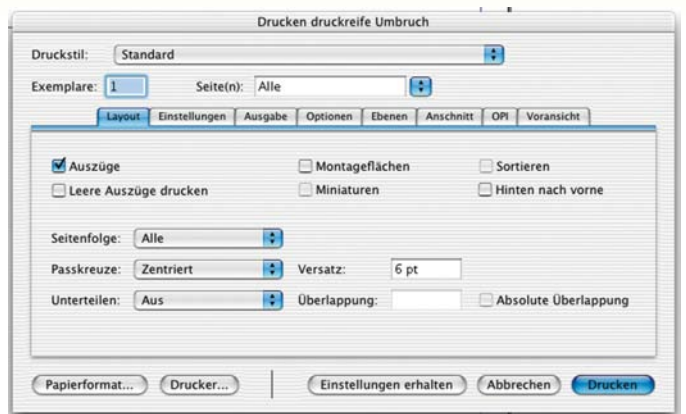 Drucken druckreife Umbruch
Druckstil: Standard
Exemplare: 1 Seite(n): Alle
Layout Einstellungen Ausgabe Optionen Ebenen Anschnitt OPI Voransicht
Auszüge Montageflächen Sortieren
Leere Auszüge drucken Miniaturen Hinten nach vorne
Seitenfolge: Alle
Passkreuze: Zentriert Versatz: 6 pt
Unterteilen: Aus Überlappung: Absolute Überlappung
Papierformat... Drucker... Einstellungen erhalten Abbrechen Drucken